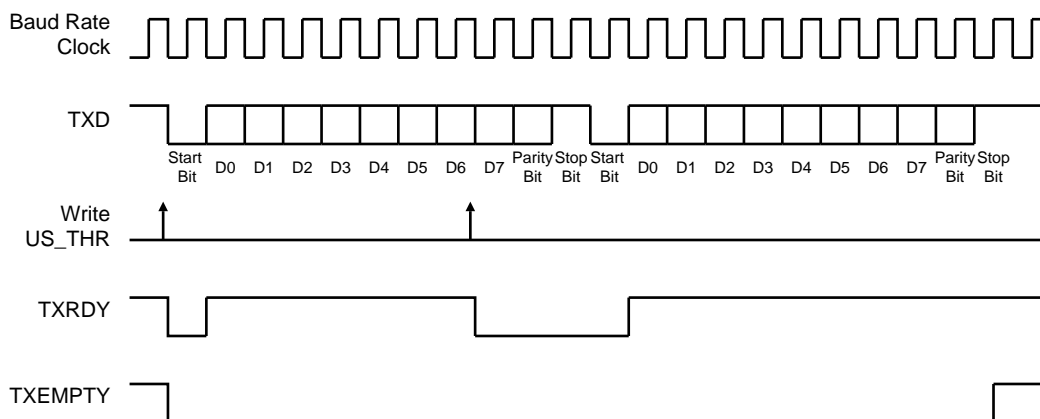 Baud Rate
Clock
TXD
Start
Bit
D0 D1 D2 D3 D4 D5 D6 D7
Parity
Bit
Stop
Bit
Start
Bit
D0 D1 D2 D3 D4 D5 D6 D7
Parity
Bit
Stop
Bit
Write
US_THR
TXRDY
TXEMPTY